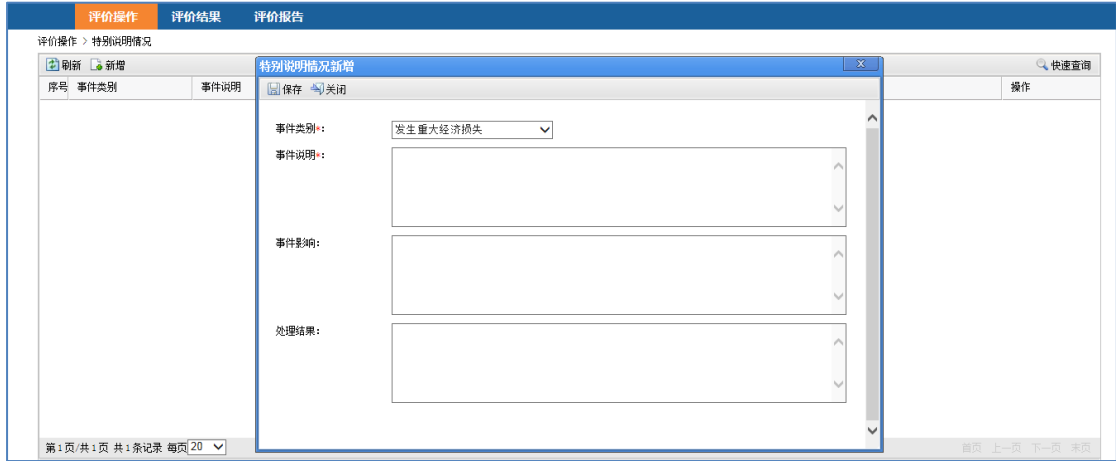 评价操作 评价结果 评价报告
评价操作 > 特别说明情况
刷新 新增 快速查询
序号 事件类别 事件说明 操作
特别说明情况新增 X
保存 关闭
事件类别*: 发生重大经济损失
事件说明*:
事件影响:
处理结果:
第1页/共1页 共1条记录 每页 20 首页 上一页 下一页 末页